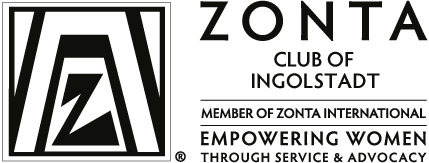 ZONTA
CLUB OF
INGOLSTADT
MEMBER OF ZONTA INTERNATIONAL
EMPOWERING WOMEN
THROUGH SERVICE & ADVOCACY
®